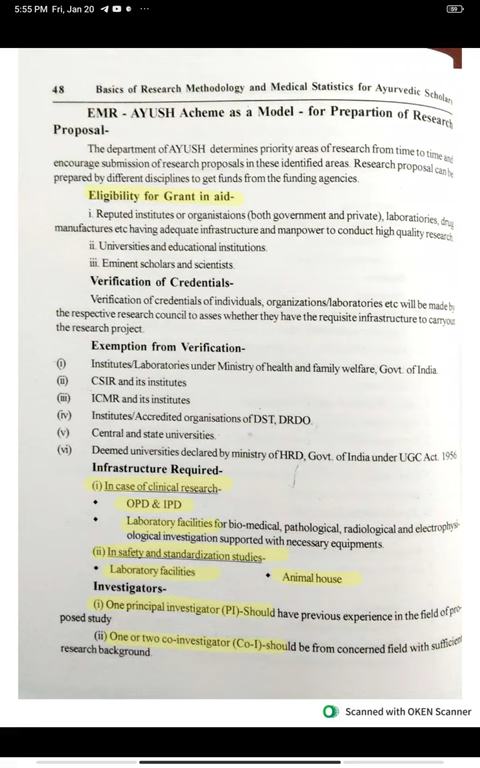 5:55 PM Fri, Jan 20
59
48 Basics of Research Methodology and Medical Statistics for Ayurvedic Scholars
EMR - AYUSH Acheme as a Model - for Prepartion of Research
Proposal-
The department of AYUSH determines priority areas of research from time to time and
encourage submission of research proposals in these identified areas. Research proposal can be
prepared by different disciplines to get funds from the funding agencies.
Eligibility for Grant in aid-
i. Reputed institutes or organistaions (both government and private), laboratiories, drug
manufactures etc having adequate infrastructure and manpower to conduct high quality research.
ii. Universities and educational institutions.
iii. Eminent scholars and scientists.
Verification of Credentials-
Verification of credentials of individuals, organizations/laboratories etc will be made by
the respective research council to asses whether they have the requisite infrastructure to carryout
the research project.
Exemption from Verification-
(i) Institutes/Laboratories under Ministry of health and family welfare, Govt. of India.
(ii) CSIR and its institutes
(iii) ICMR and its institutes
(iv) Institutes/Accredited organisations of DST, DRDO.
(v) Central and state universities.
(vi) Deemed universities declared by ministry of HRD, Govt. of India under UGC Act. 1956
Infrastructure Required-
(i) In case of clinical research-
• OPD & IPD
• Laboratory facilities for bio-medical, pathological, radiological and electrophysi-
ological investigation supported with necessary equipments.
(ii) In safety and standardization studies-
• Laboratory facilities • Animal house
Investigators-
(i) One principal investigator (PI)-Should have previous experience in the field of pro-
posed study
(ii) One or two co-investigator (Co-I)-should be from concerned field with sufficient
research background.
Scanned with OKEN Scanner